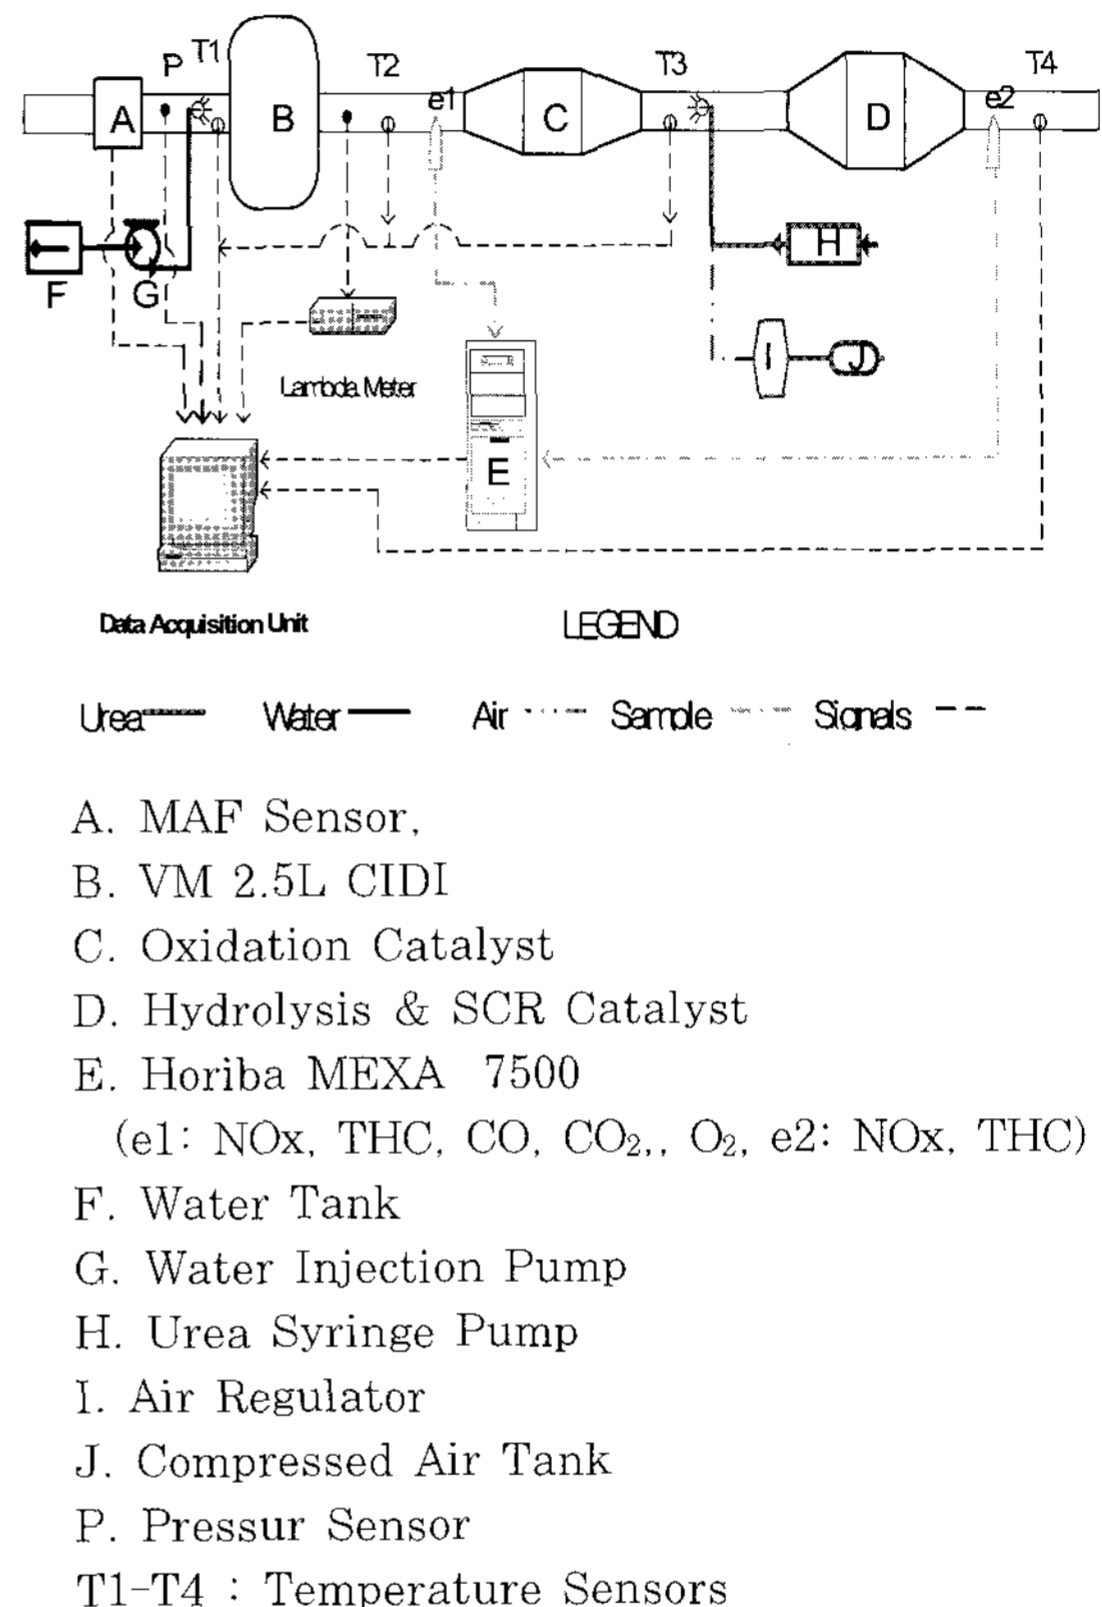 P T1 T2 e1 T3 e2 T4
A B C D
F G H
I J
Lambda Meter
E
Data Acquisition Unit
LEGEND
Urea Water Air Sample Signals
A. MAF Sensor,
B. VM 2.5L CIDI
C. Oxidation Catalyst
D. Hydrolysis & SCR Catalyst
E. Horiba MEXA 7500
(e1: NOx, THC, CO, CO₂,, O₂, e2: NOx, THC)
F. Water Tank
G. Water Injection Pump
H. Urea Syringe Pump
I. Air Regulator
J. Compressed Air Tank
P. Pressur Sensor
T1-T4 : Temperature Sensors